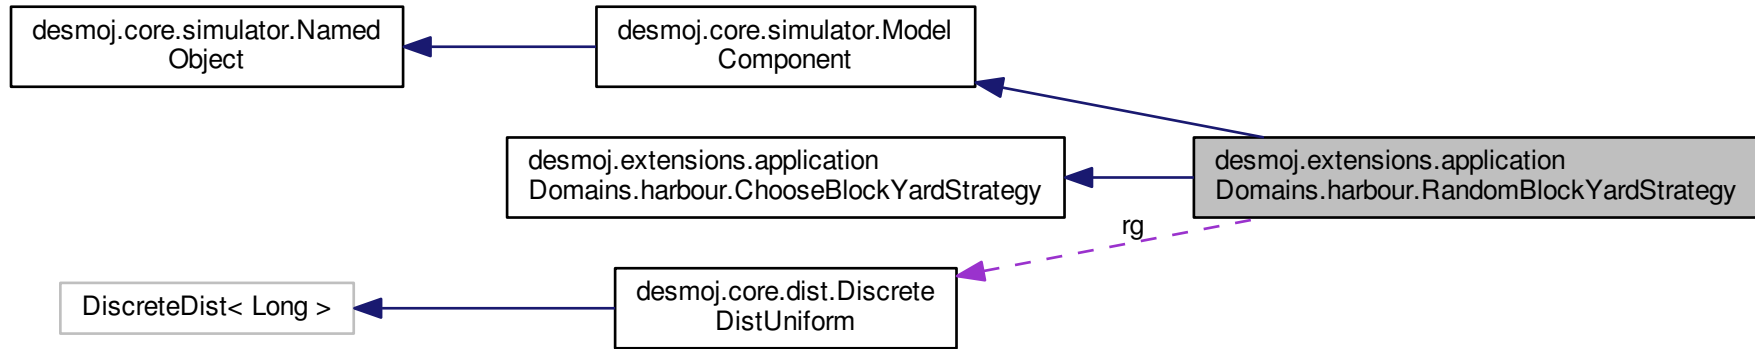 desmoj.core.simulator.Named
Object
desmoj.core.simulator.Model
Component
desmoj.extensions.application
Domains.harbour.ChooseBlockYardStrategy
desmoj.extensions.application
Domains.harbour.RandomBlockYardStrategy
rg
DiscreteDist< Long >
desmoj.core.dist.Discrete
DistUniform